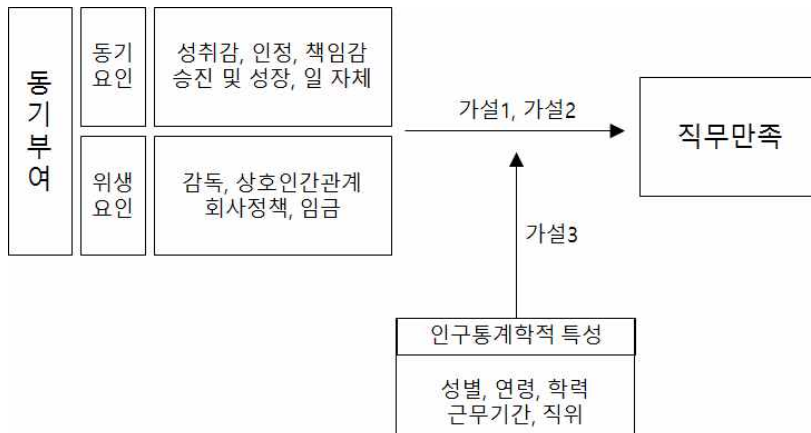 동기부여
동기
요인
성취감, 인정, 책임감
승진 및 성장, 일 자체
위생
요인
감독, 상호인간관계
회사정책, 임금
가설1, 가설2
직무만족
가설3
인구통계학적 특성
성별, 연령, 학력
근무기간, 직위